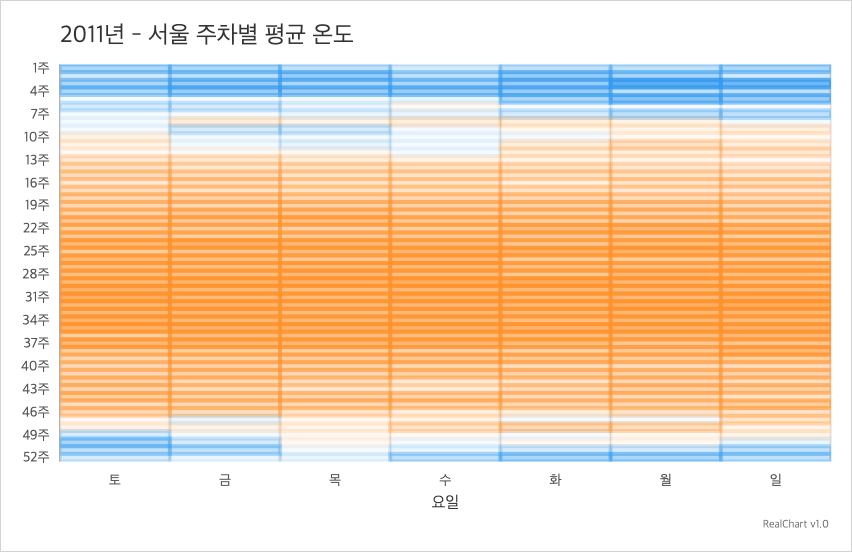 2011년 - 서울 주차별 평균 온도
1주
4주
7주
10주
13주
16주
19주
22주
25주
28주
31주
34주
37주
40주
43주
46주
49주
52주
토 금 목 수 화 월 일
요일
RealChart v1.0